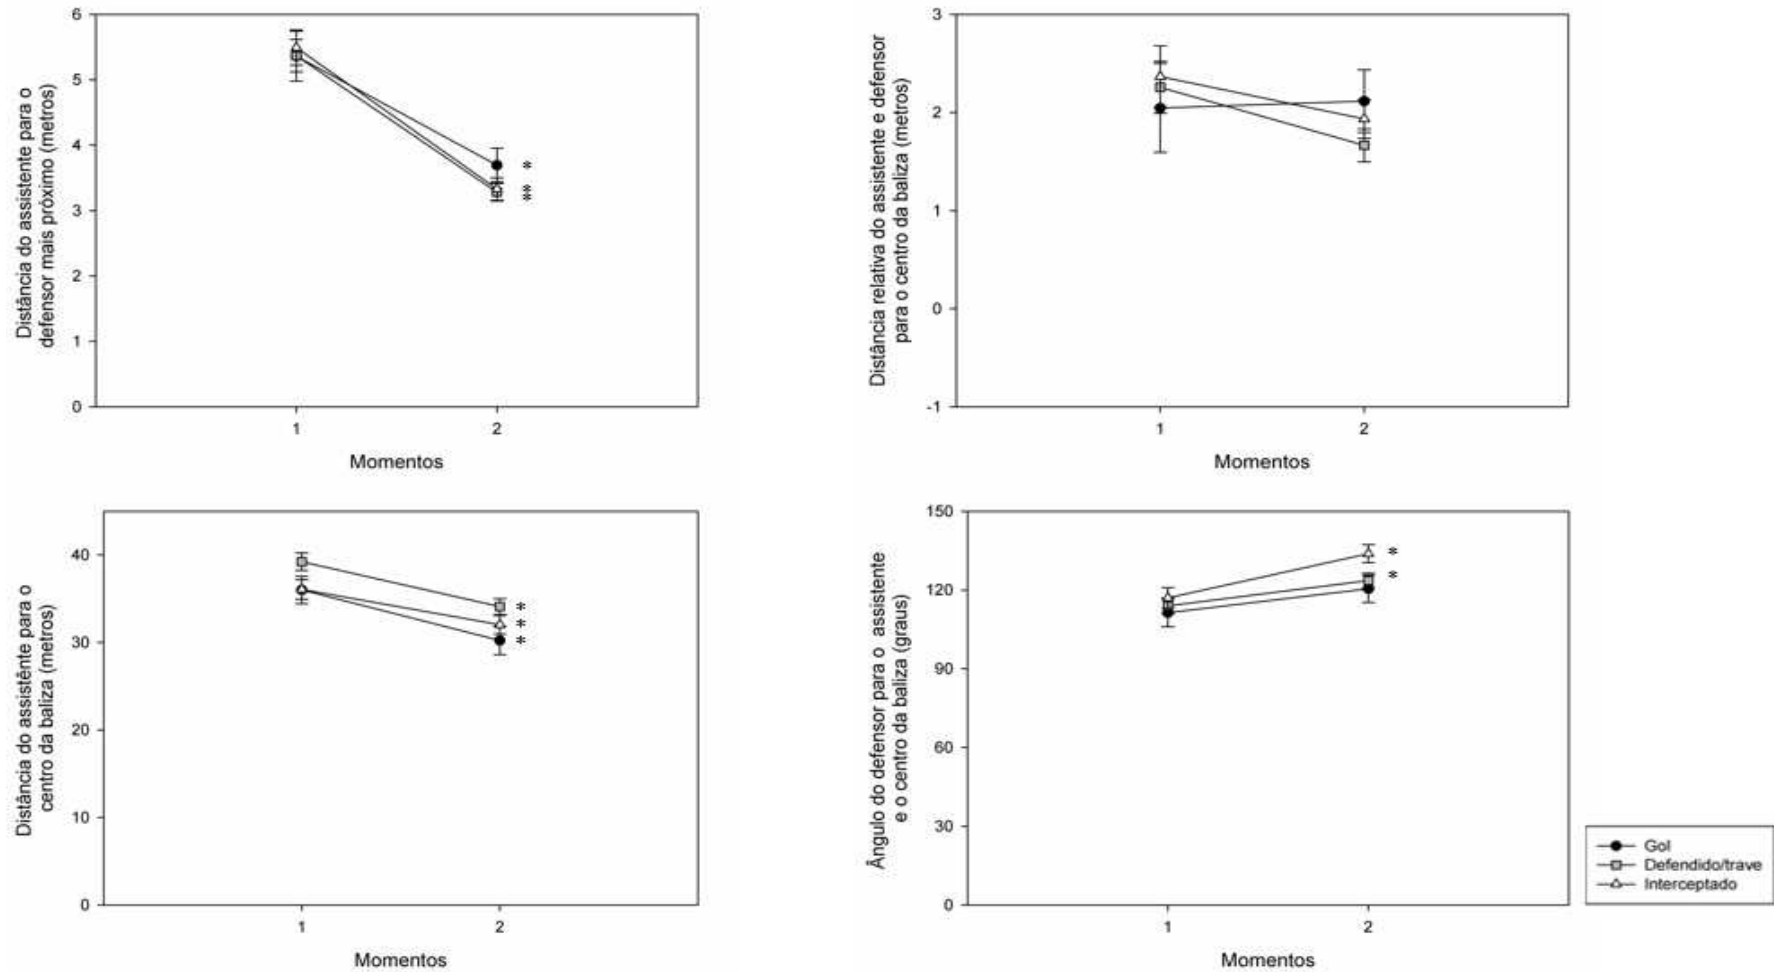 Distância do assistente para o
defensor mais próximo (metros)
6
5
4
3
2
1
0
*
*
*
1
2
Momentos
Distância relativa do assistente e defensor
para o centro da baliza (metros)
3
2
1
0
-1
1
2
Momentos
Distância do assistênte para o
centro da baliza (metros)
40
30
20
10
0
*
*
*
1
2
Momentos
Ângulo do defensor para o assistente
e o centro da baliza (graus)
150
120
90
60
30
0
*
*
1
2
Momentos
Gol
Defendido/trave
Interceptado